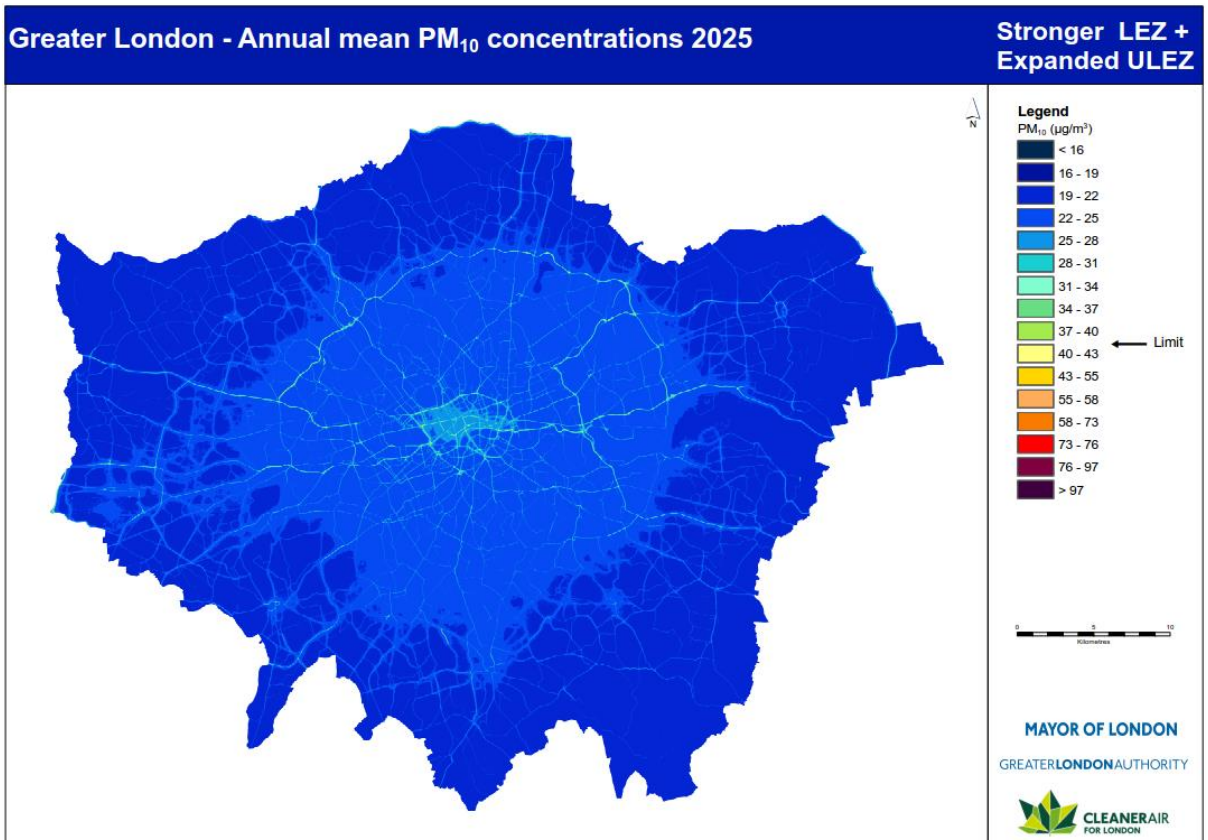 Greater London - Annual mean PM₁₀ concentrations 2025
Stronger LEZ +
Expanded ULEZ
N
Legend
PM₁₀ (µg/m³)
< 16
16 - 19
19 - 22
22 - 25
25 - 28
28 - 31
31 - 34
34 - 37
37 - 40
40 - 43
43 - 55
55 - 58
58 - 73
73 - 76
76 - 97
> 97
Limit
0 5 10
Kilometres
MAYOR OF LONDON
GREATERLONDONAUTHORITY
CLEANERAIR
FOR LONDON